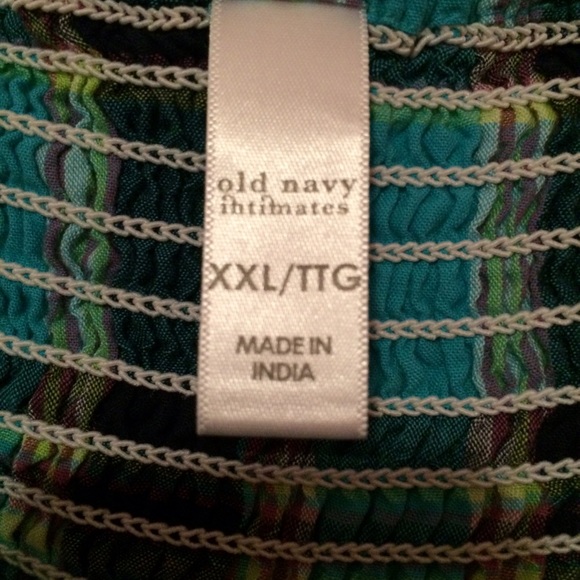 old navy
intimates
XXL/TTG
MADE IN
INDIA